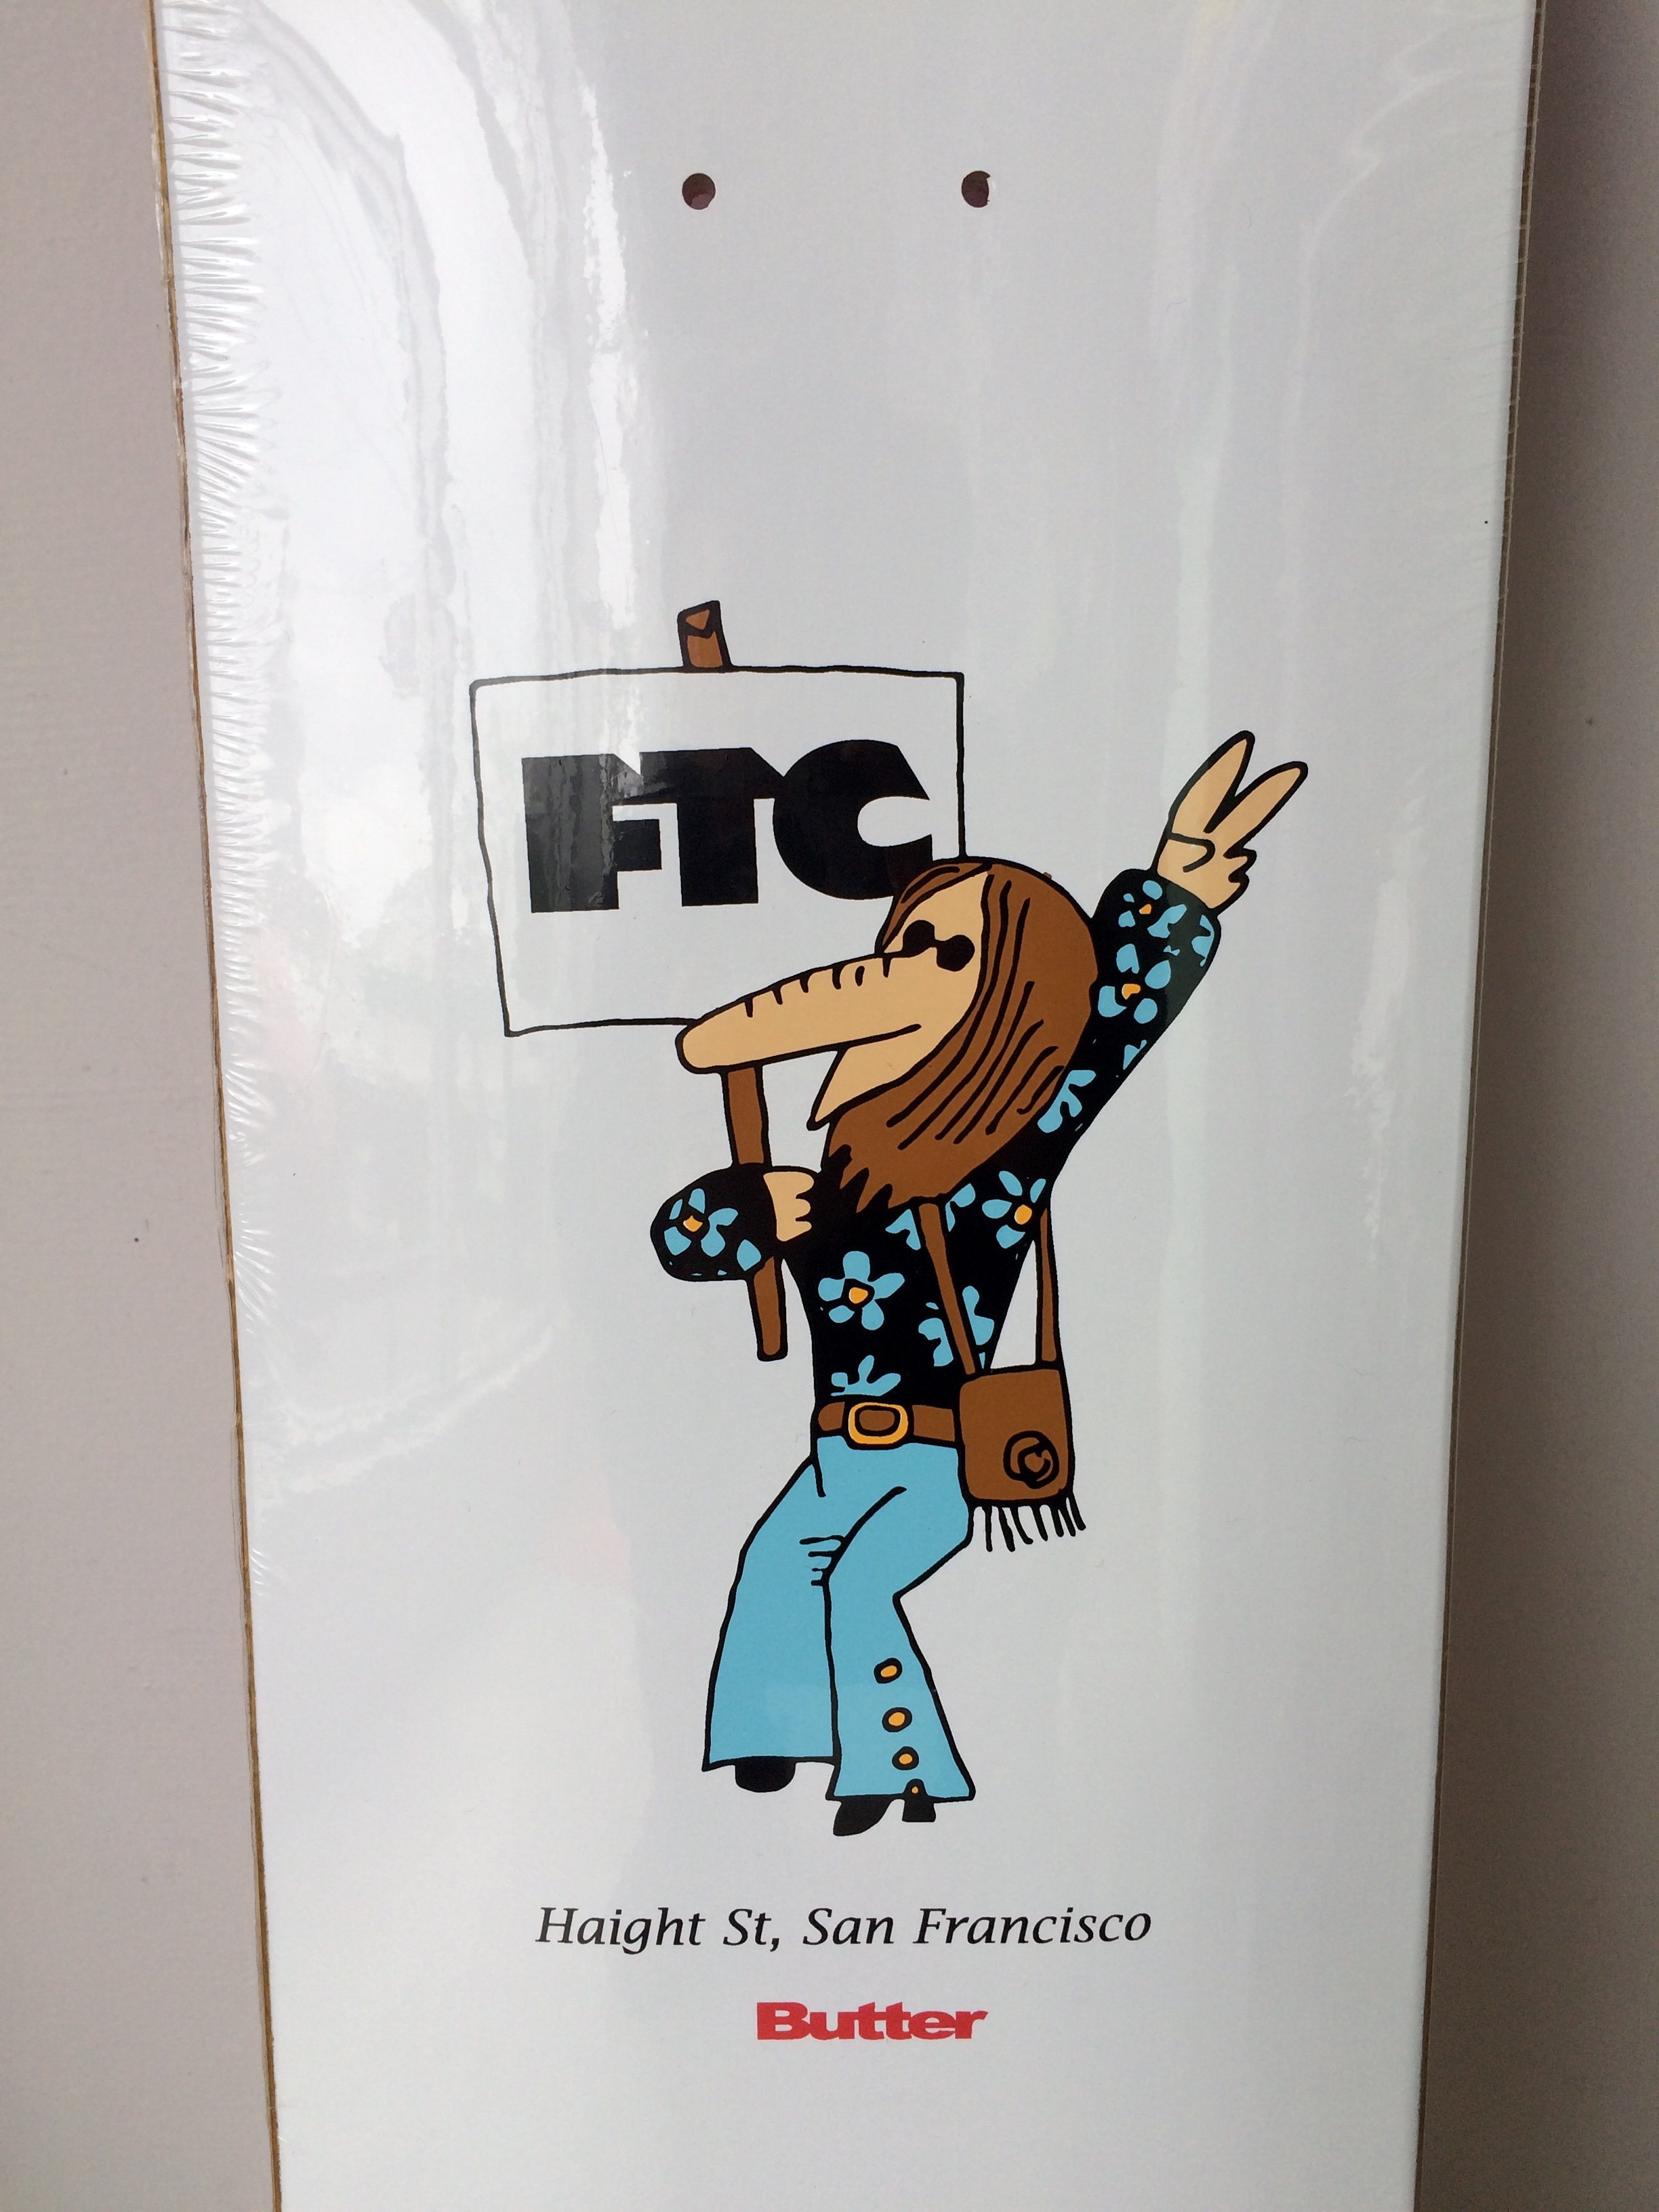 FTC
Haight St, San Francisco
Butter